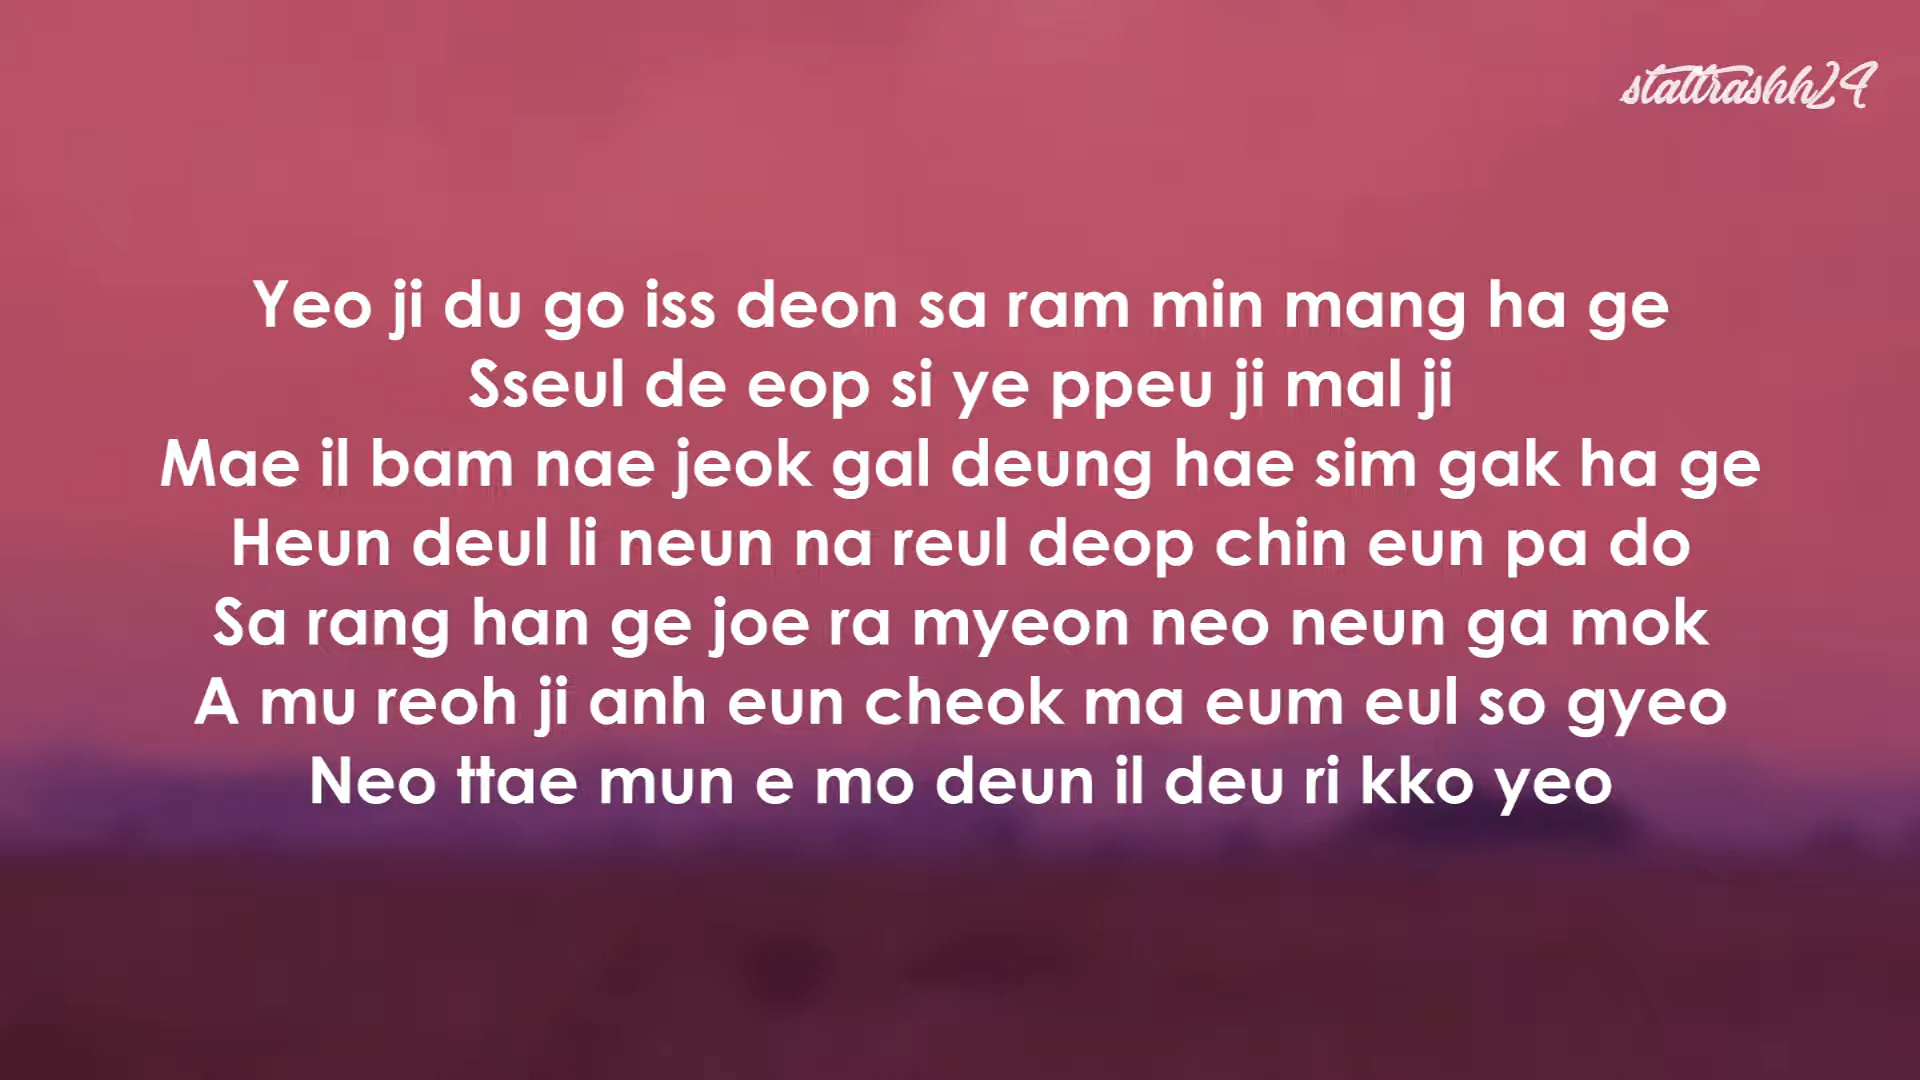 stattrashh24
Yeo ji du go iss deon sa ram min mang ha ge
Sseul de eop si ye ppeu ji mal ji
Mae il bam nae jeok gal deung hae sim gak ha ge
Heun deul li neun na reul deop chin eun pa do
Sa rang han ge joe ra myeon neo neun ga mok
A mu reoh ji anh eun cheok ma eum eul so gyeo
Neo ttae mun e mo deun il deu ri kko yeo